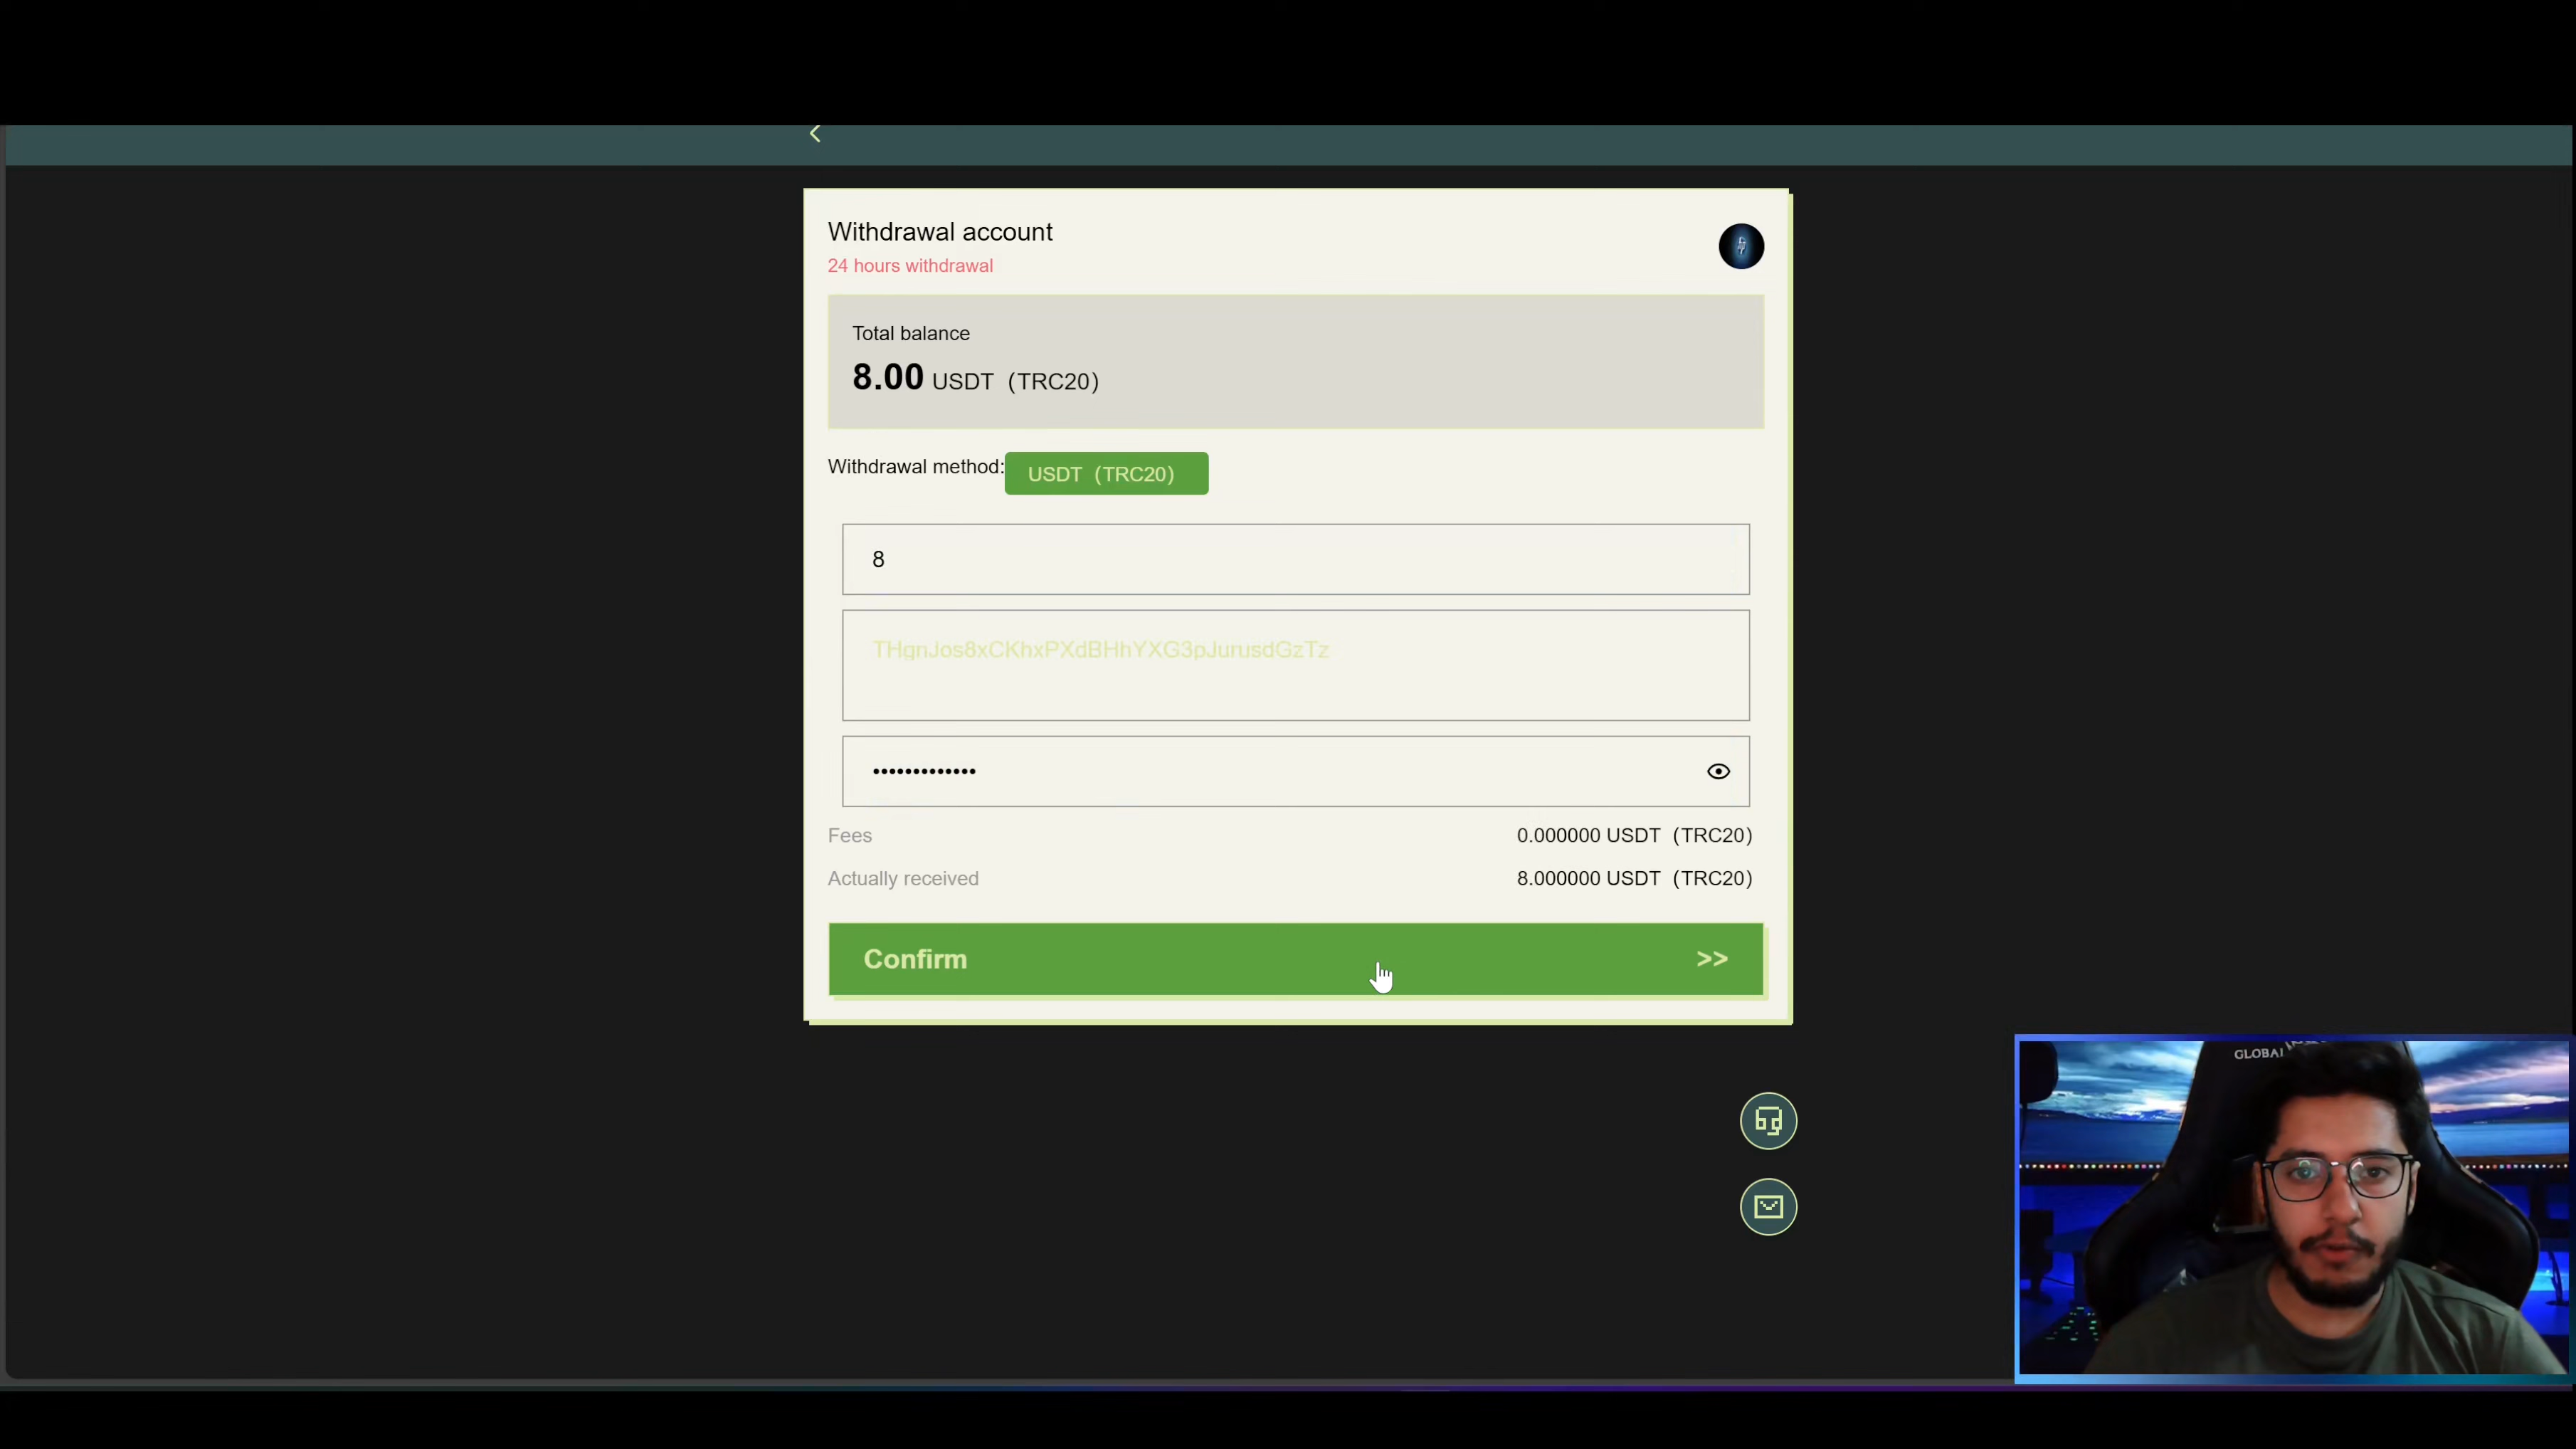 Withdrawal account
24 hours withdrawal
Total balance
8.00 USDT (TRC20)
Withdrawal method: USDT (TRC20)
8
THgnJos8xCKhxPXdBHhYXG3pJurusdGzTz
•••••••••••••
Fees 0.000000 USDT (TRC20)
Actually received 8.000000 USDT (TRC20)
Confirm >>
GLOBAL